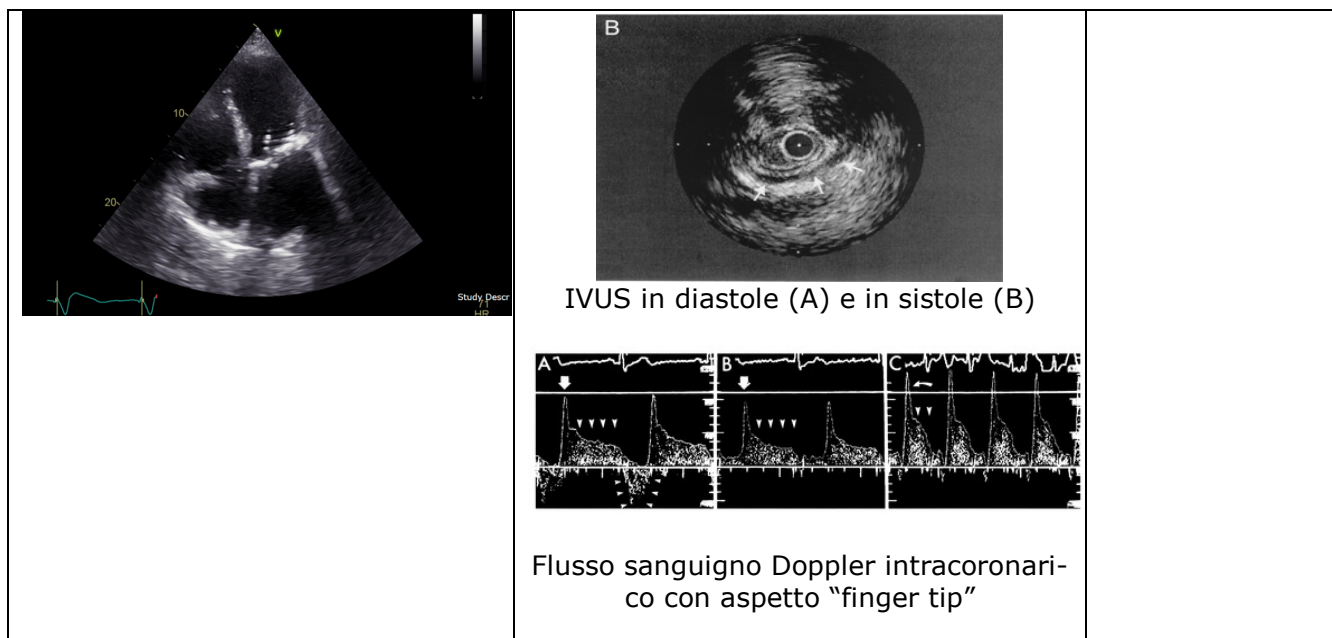 V
10
20
Study Descr
71
HR
B
IVUS in diastole (A) e in sistole (B)
A
B
C
Flusso sanguigno Doppler intracoronari-
co con aspetto “finger tip”